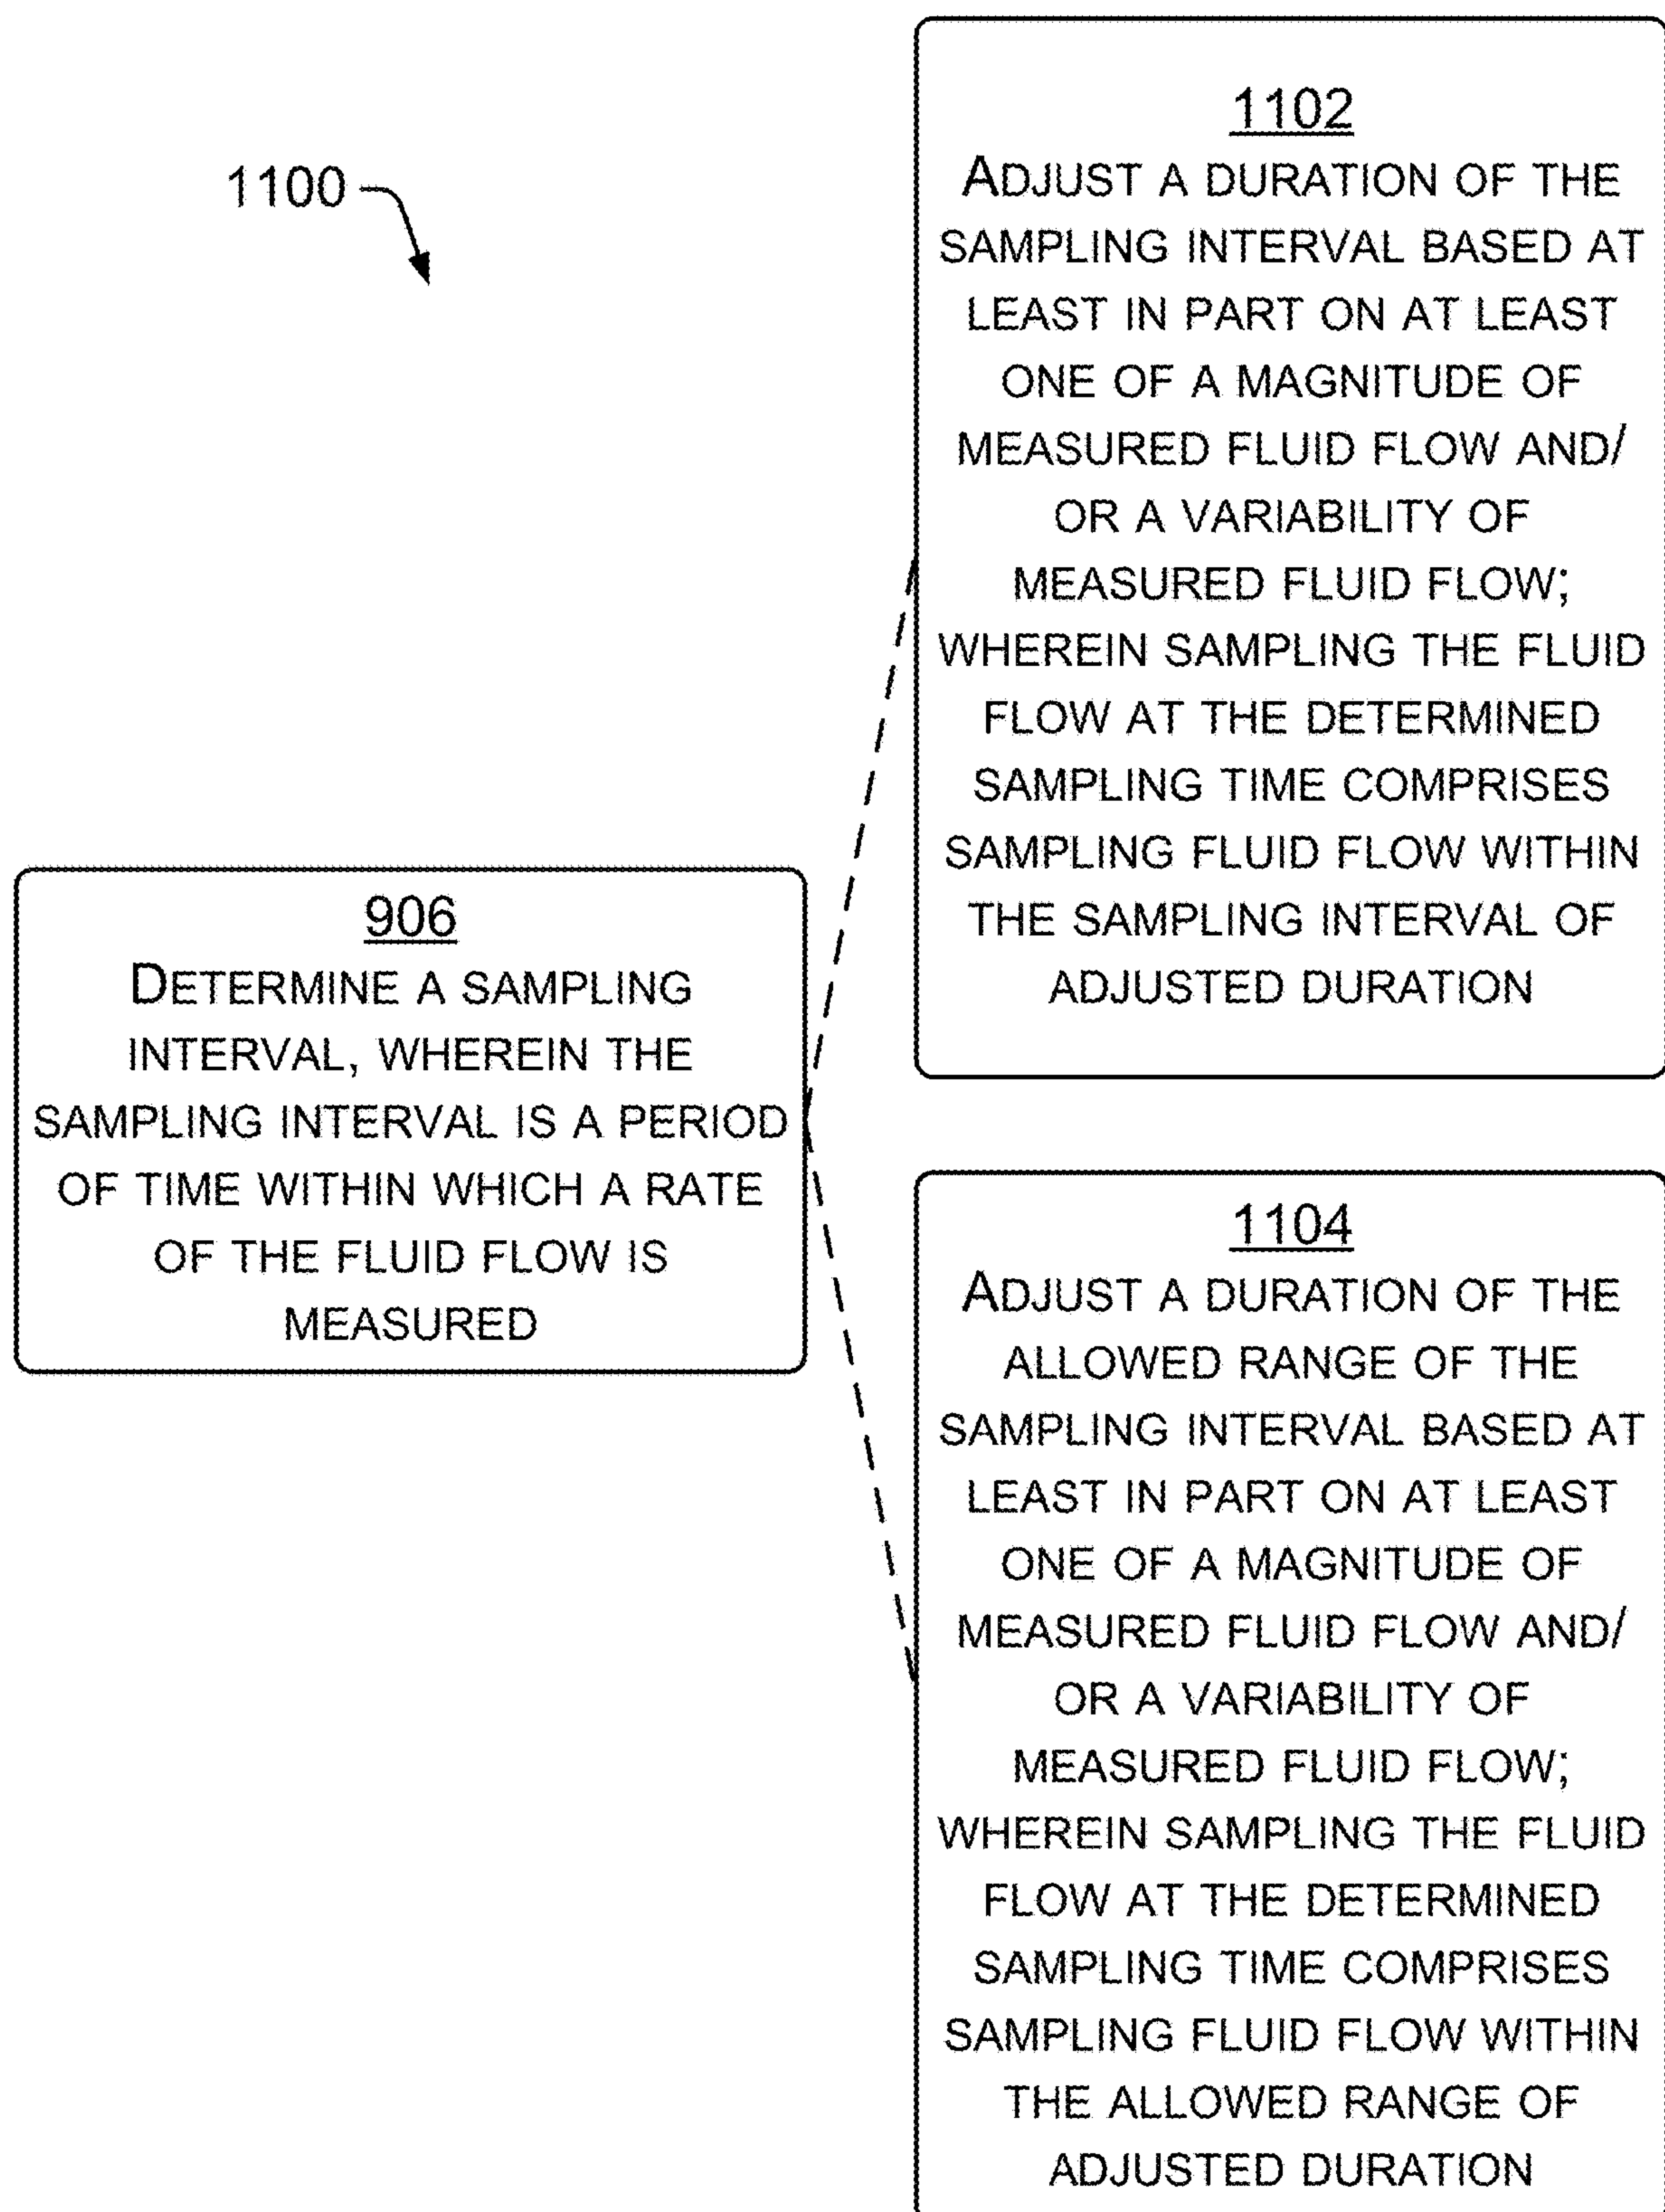 1100
1102
ADJUST A DURATION OF THE
SAMPLING INTERVAL BASED AT
LEAST IN PART ON AT LEAST
ONE OF A MAGNITUDE OF
MEASURED FLUID FLOW AND/
OR A VARIABILITY OF
MEASURED FLUID FLOW;
WHEREIN SAMPLING THE FLUID
FLOW AT THE DETERMINED
SAMPLING TIME COMPRISES
SAMPLING FLUID FLOW WITHIN
THE SAMPLING INTERVAL OF
ADJUSTED DURATION
906
DETERMINE A SAMPLING
INTERVAL, WHEREIN THE
SAMPLING INTERVAL IS A PERIOD
OF TIME WITHIN WHICH A RATE
OF THE FLUID FLOW IS
MEASURED
1104
ADJUST A DURATION OF THE
ALLOWED RANGE OF THE
SAMPLING INTERVAL BASED AT
LEAST IN PART ON AT LEAST
ONE OF A MAGNITUDE OF
MEASURED FLUID FLOW AND/
OR A VARIABILITY OF
MEASURED FLUID FLOW;
WHEREIN SAMPLING THE FLUID
FLOW AT THE DETERMINED
SAMPLING TIME COMPRISES
SAMPLING FLUID FLOW WITHIN
THE ALLOWED RANGE OF
ADJUSTED DURATION